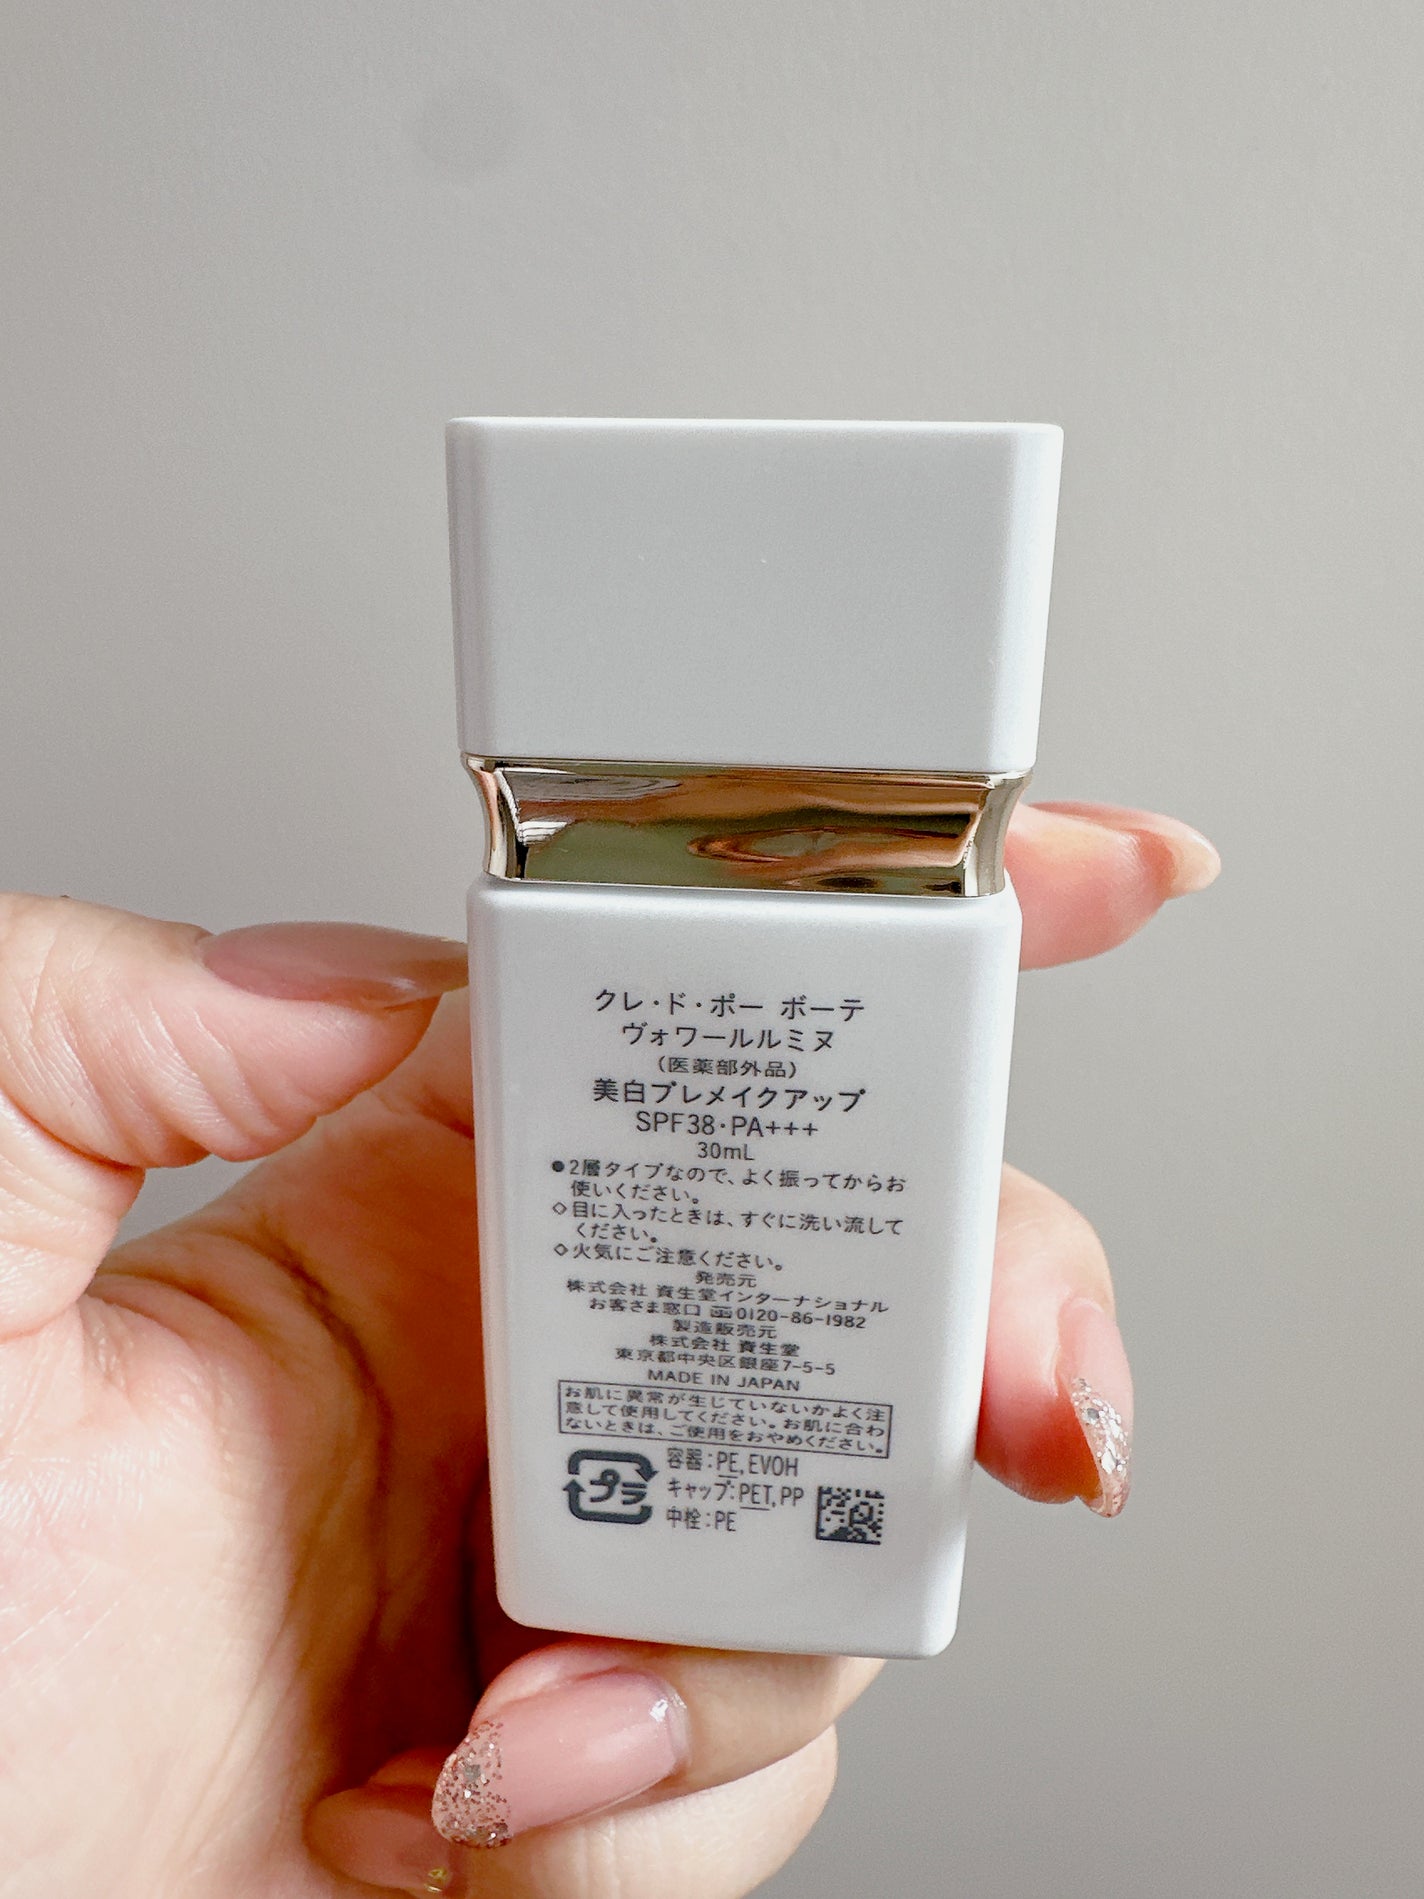 クレ・ド・ポー ボーテ
ヴォワールルミヌ
(医薬部外品)
美白プレメイクアップ
SPF38・PA+++
30mL
●2層タイプなので、よく振ってからお
使いください。
◇目に入ったときは、すぐに洗い流して
ください。
◇火気にご注意ください。
発売元
株式会社 資生堂インターナショナル
お客さま窓口 0120-86-1982
製造販売元
株式会社 資生堂
東京都中央区銀座7-5-5
MADE IN JAPAN
お肌に異常が生じていないかよく注
意して使用してください。お肌に合わ
ないときは、ご使用をおやめください。
プラ
容器:PE,EVOH
キャップ:PET,PP
中栓:PE